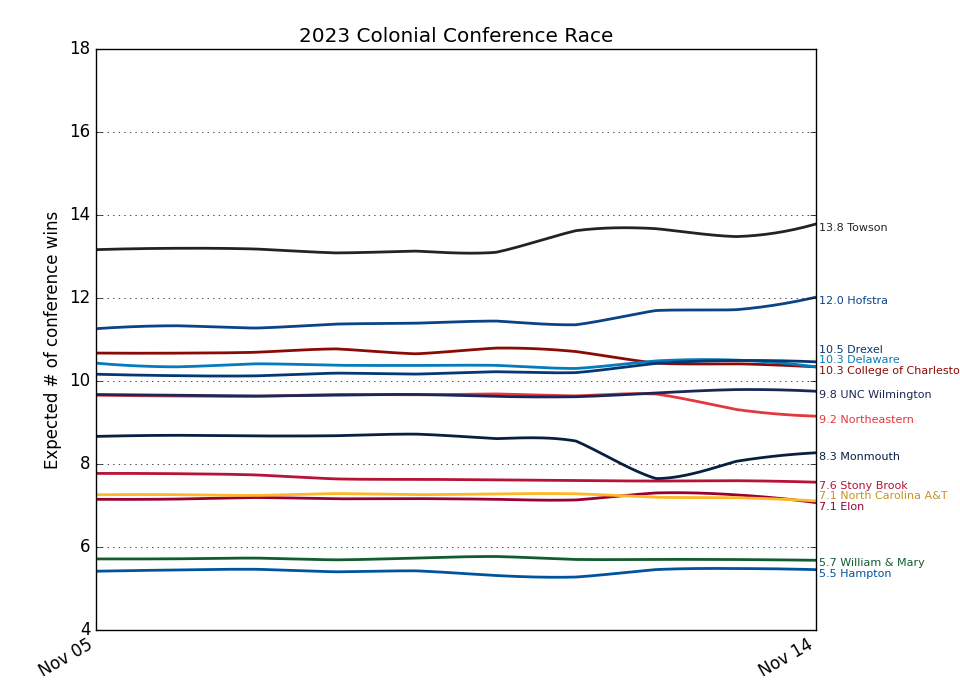 2023 Colonial Conference Race
Expected # of conference wins
18
16
14
12
10
8
6
4
Nov 05
Nov 14
13.8 Towson
12.0 Hofstra
10.5 Drexel
10.3 Delaware
10.3 College of Charlesto
9.8 UNC Wilmington
9.2 Northeastern
8.3 Monmouth
7.6 Stony Brook
7.1 North Carolina A&T
7.1 Elon
5.7 William & Mary
5.5 Hampton